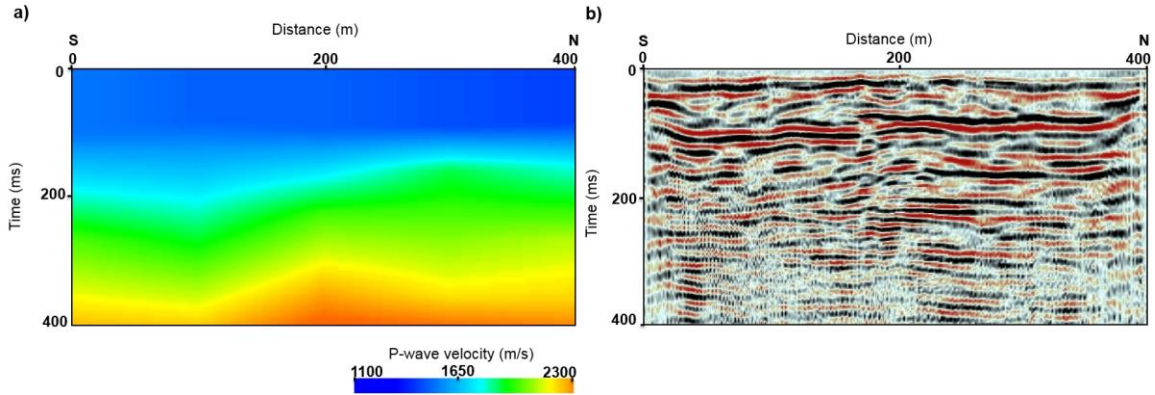 a)
Distance (m)
S N
0 200 400
0
Time (ms)
200
400
P-wave velocity (m/s)
1100 1650 2300
b)
Distance (m)
S N
0 200 400
0
Time (ms)
200
400